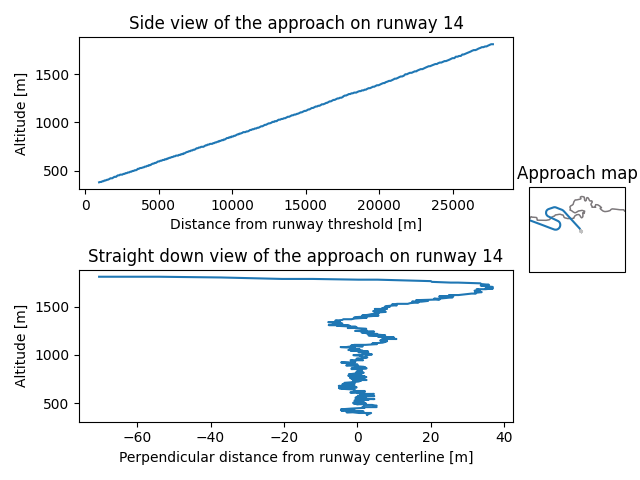 Side view of the approach on runway 14
Altitude [m]
1500
1000
500
0 5000 10000 15000 20000 25000
Distance from runway threshold [m]
Approach map
Straight down view of the approach on runway 14
Altitude [m]
1500
1000
500
−60 −40 −20 0 20 40
Perpendicular distance from runway centerline [m]